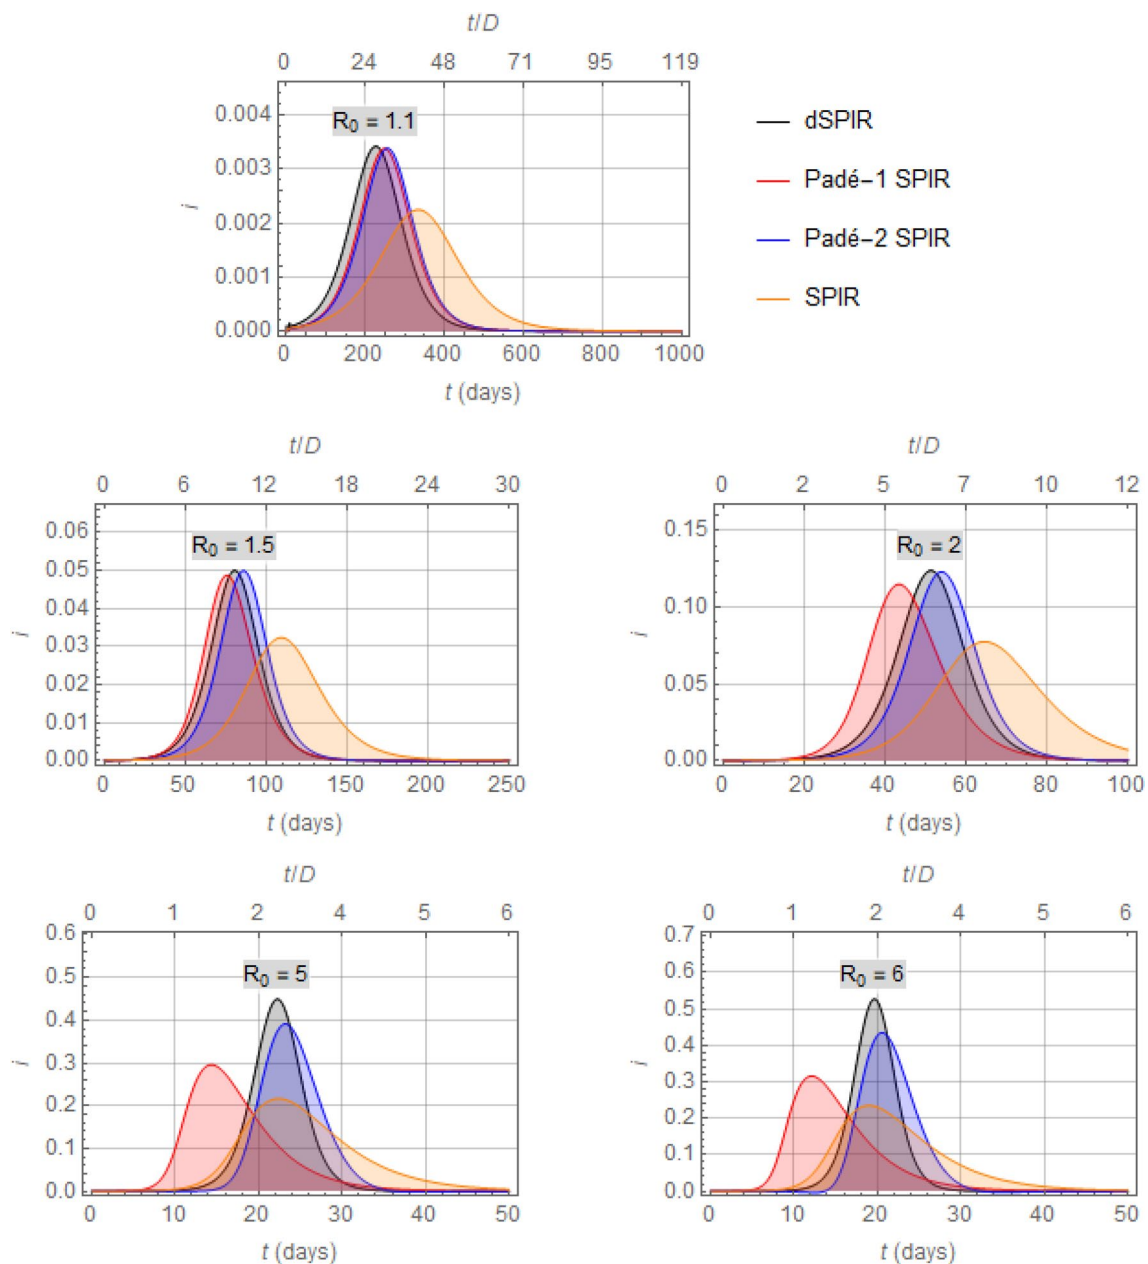 t/D
0 24 48 71 95 119
0.004
0.003
0.002
0.001
0.000
i
R₀ = 1.1
0 200 400 600 800 1000
t (days)
dSPIR
Padé-1 SPIR
Padé-2 SPIR
SPIR
t/D
0 6 12 18 24 30
0.06
0.05
0.04
0.03
0.02
0.01
0.00
i
R₀ = 1.5
0 50 100 150 200 250
t (days)
t/D
0 2 5 7 10 12
0.15
0.10
0.05
0.00
i
R₀ = 2
0 20 40 60 80 100
t (days)
t/D
0 1 2 4 5 6
0.6
0.5
0.4
0.3
0.2
0.1
0.0
i
R₀ = 5
0 10 20 30 40 50
t (days)
t/D
0 1 2 4 5 6
0.7
0.6
0.5
0.4
0.3
0.2
0.1
0.0
i
R₀ = 6
0 10 20 30 40 50
t (days)